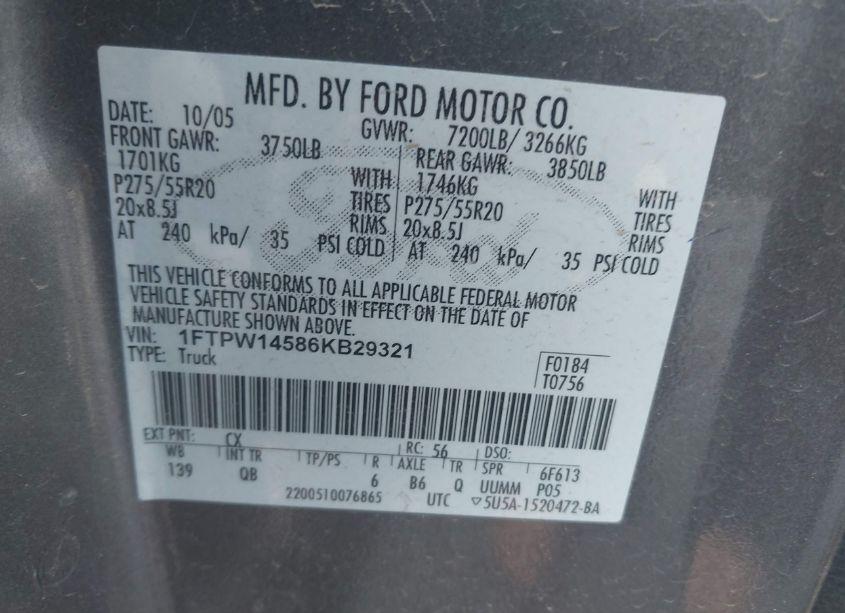 MFD. BY FORD MOTOR CO.
DATE: 10/05 GVWR: 7200LB/ 3266KG
FRONT GAWR: 3750LB REAR GAWR: 3850LB
1701KG WITH 1746KG WITH
P275/55R20 TIRES P275/55R20 TIRES
20x8.5J RIMS 20x8.5J RIMS
AT 240 kPa/ 35 PSI COLD AT 240 kPa/ 35 PSI COLD
THIS VEHICLE CONFORMS TO ALL APPLICABLE FEDERAL MOTOR
VEHICLE SAFETY STANDARDS IN EFFECT ON THE DATE OF
MANUFACTURE SHOWN ABOVE.
VIN: 1FTPW14586KB29321
TYPE: Truck
F0184
T0756
EXT PNT: CX RC: 56 DSO:
WB INT TR TP/PS R AXLE TR SPR 6F613
139 QB 6 B6 Q UUMM P05
2200510076865 UTC ▽5U5A-1520472-BA
Ford